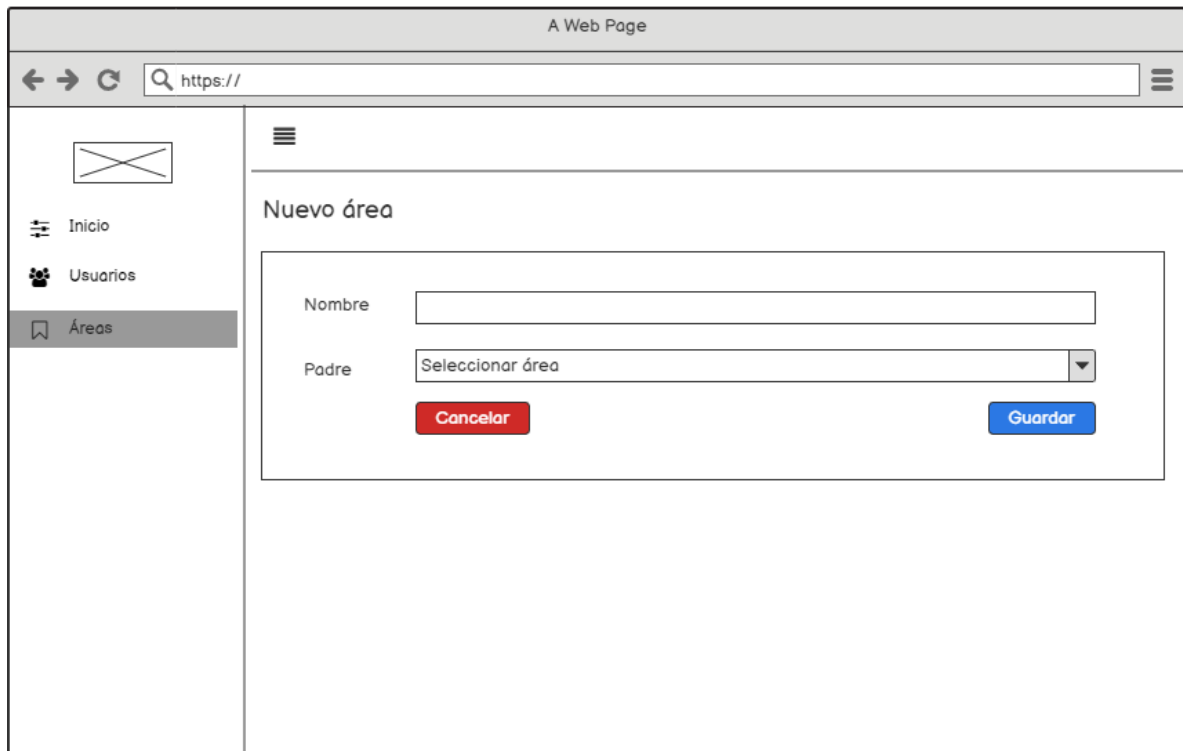 A Web Page
https://
Inicio
Usuarios
Áreas
Nuevo área
Nombre
Padre
Seleccionar área
Cancelar
Guardar